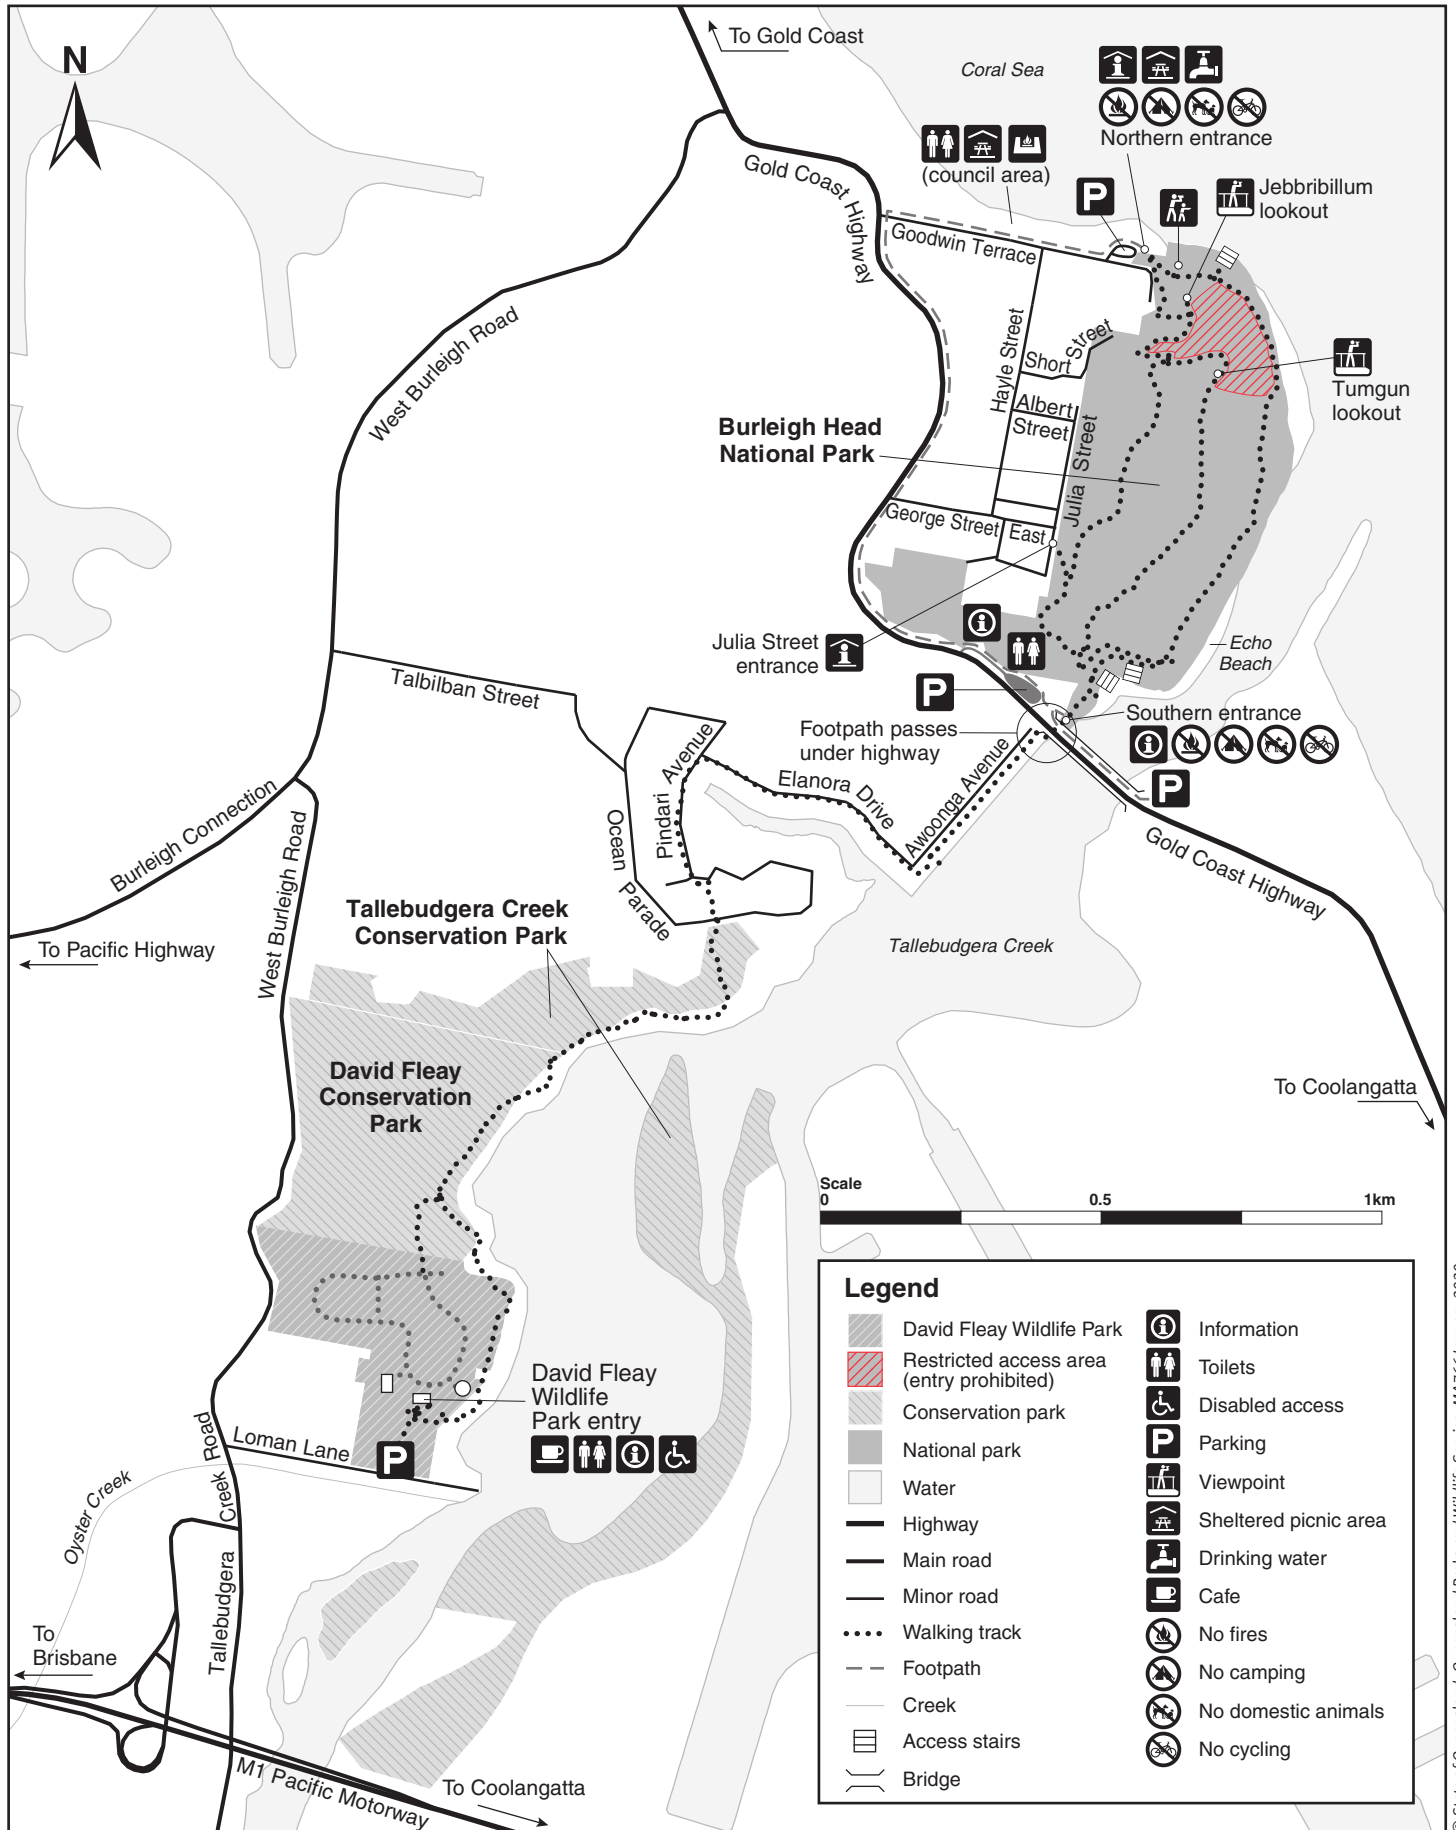 N
To Gold Coast
Coral Sea
Northern entrance
(council area)
P
Jebbribillum
lookout
Gold Coast Highway
Goodwin Terrace
West Burleigh Road
Hayle Street
Short Street
Albert
Street
Julia Street
Tumgun
lookout
Burleigh Head
National Park
George Street East
Julia Street
entrance
Echo
Beach
Talbilban Street
P
Southern entrance
Footpath passes
under highway
P
Pindari Avenue
Elanora Drive
Awoonga Avenue
Ocean Parade
Burleigh Connection
West Burleigh Road
Gold Coast Highway
Tallebudgera Creek
Conservation Park
To Pacific Highway
Tallebudgera Creek
David Fleay
Conservation
Park
To Coolangatta
Scale
0 0.5 1km
David Fleay
Wildlife
Park entry
Loman Lane
P
Oyster Creek
Tallebudgera Creek Road
To
Brisbane
M1 Pacific Motorway
To Coolangatta
Legend
David Fleay Wildlife Park
Restricted access area
(entry prohibited)
Conservation park
National park
Water
Highway
Main road
Minor road
Walking track
Footpath
Creek
Access stairs
Bridge
Information
Toilets
Disabled access
P Parking
Viewpoint
Sheltered picnic area
Drinking water
Cafe
No fires
No camping
No domestic animals
No cycling